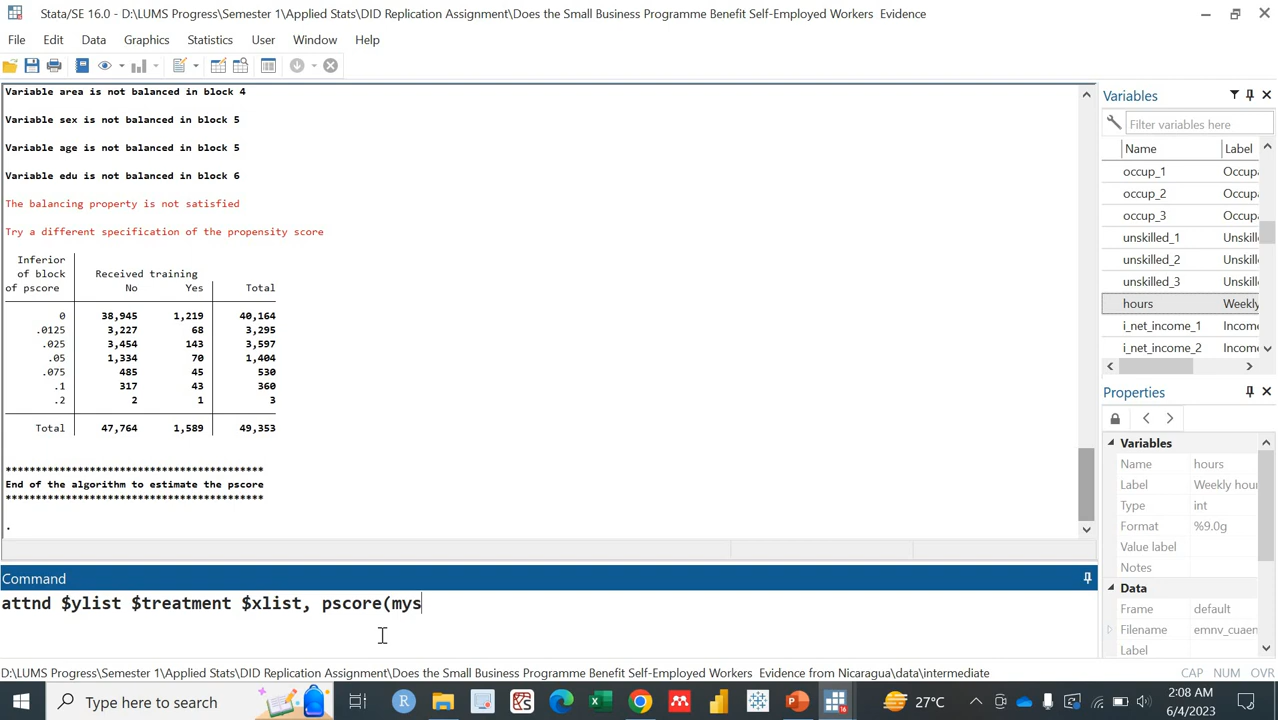 Stata/SE 16.0 - D:\LUMS Progress\Semester 1\Applied Stats\DID Replication Assignment\Does the Small Business Programme Benefit Self-Employed Workers  Evidence
File Edit Data Graphics Statistics User Window Help
Variable area is not balanced in block 4
Variable sex is not balanced in block 5
Variable age is not balanced in block 5
Variable edu is not balanced in block 6
The balancing property is not satisfied
Try a different specification of the propensity score
Inferior
of block Received training
of pscore No Yes Total
0 38,945 1,219 40,164
.0125 3,227 68 3,295
.025 3,454 143 3,597
.05 1,334 70 1,404
.075 485 45 530
.1 317 43 360
.2 2 1 3
Total 47,764 1,589 49,353
*******************************************
End of the algorithm to estimate the pscore
*******************************************
.
Command
attnd $ylist $treatment $xlist, pscore(mys
Variables
Filter variables here
Name Label
occup_1 Occupa
occup_2 Occupa
occup_3 Occupa
unskilled_1 Unskille
unskilled_2 Unskille
unskilled_3 Unskille
hours Weekly
i_net_income_1 Income
i_net_income_2 Income
Properties
Variables
Name hours
Label Weekly hour
Type int
Format %9.0g
Value label
Notes
Data
Frame default
Filename emnv_cuaen
Label
D:\LUMS Progress\Semester 1\Applied Stats\DID Replication Assignment\Does the Small Business Programme Benefit Self-Employed Workers  Evidence from Nicaragua\data\intermediate
CAP NUM OVR
Type here to search
27°C
2:08 AM
6/4/2023